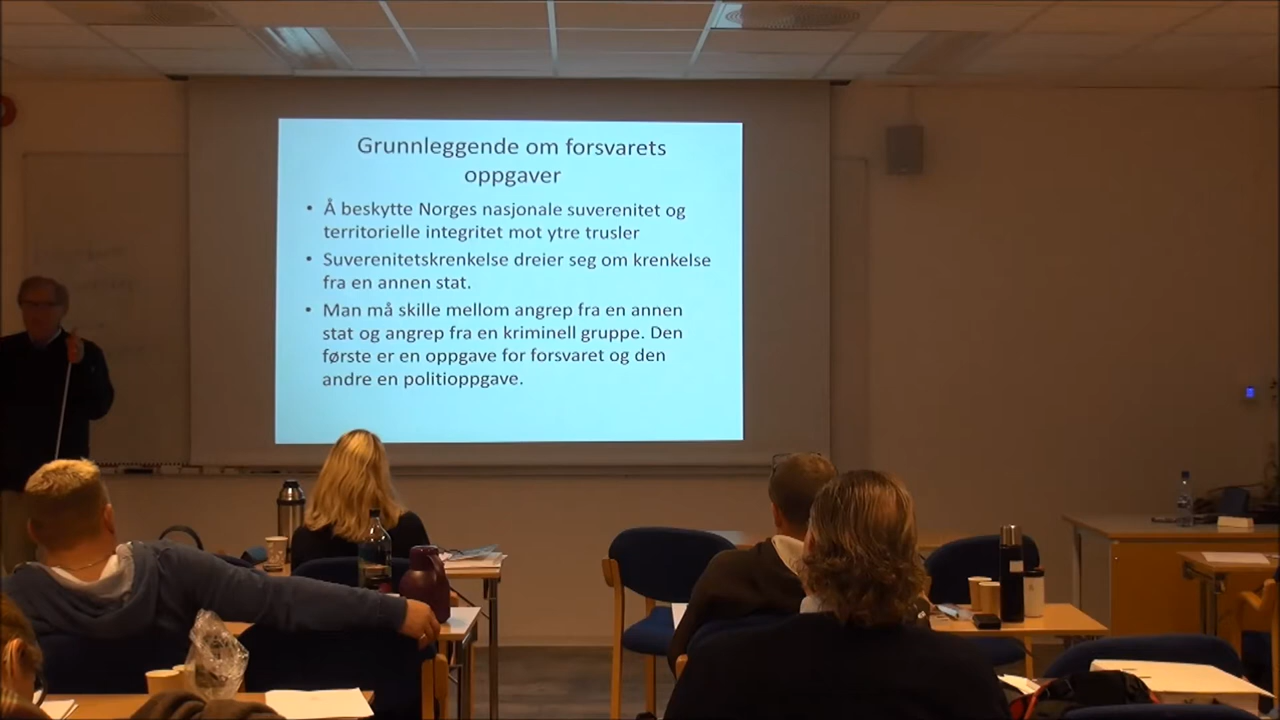 Grunnleggende om forsvarets
oppgaver
• Å beskytte Norges nasjonale suverenitet og
territorielle integritet mot ytre trusler
• Suverenitetskrenkelse dreier seg om krenkelse
fra en annen stat.
• Man må skille mellom angrep fra en annen
stat og angrep fra en kriminell gruppe. Den
første er en oppgave for forsvaret og den
andre en politioppgave.